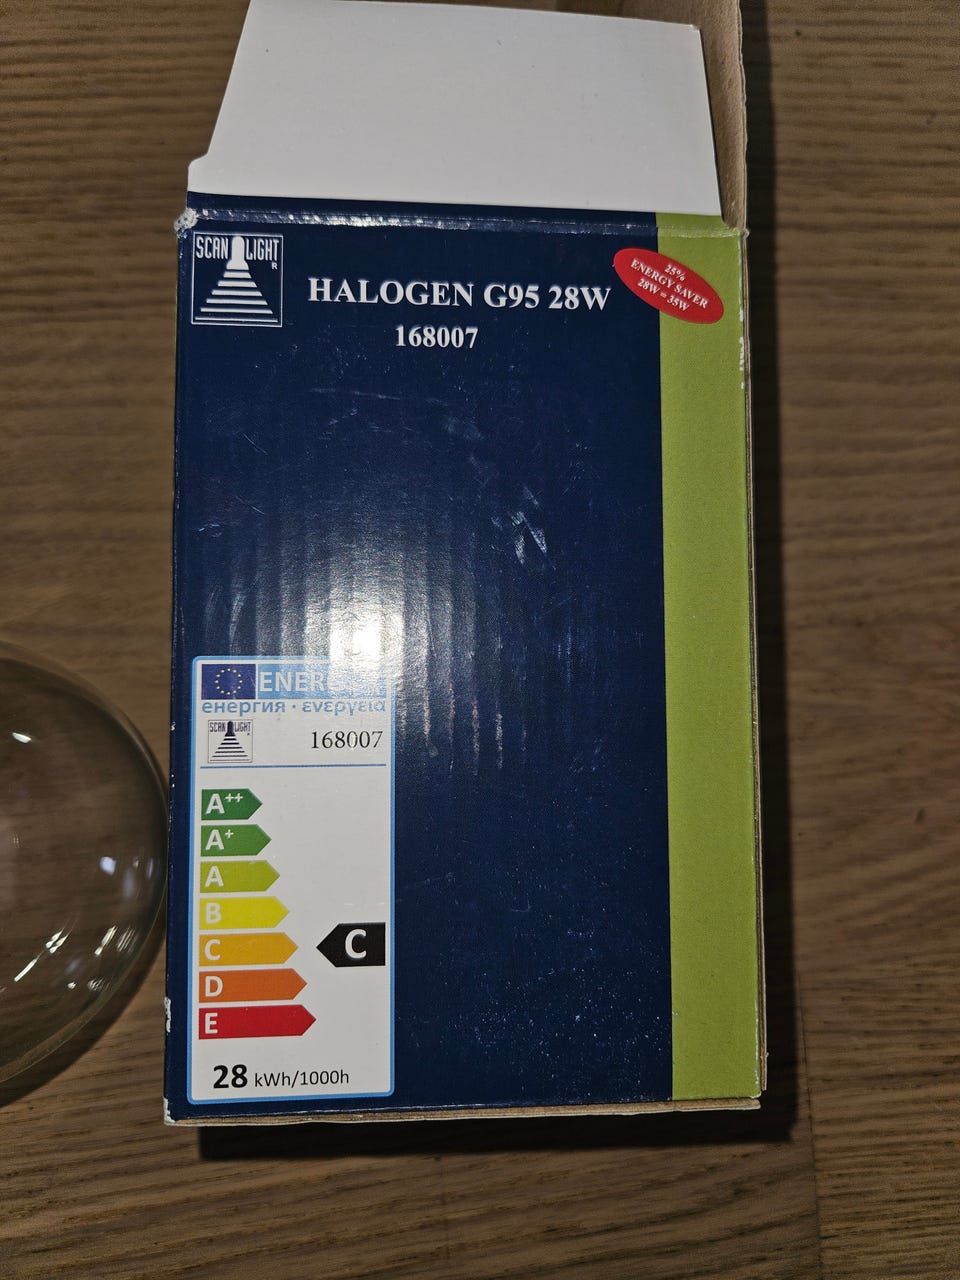 SCAN LIGHT
R
HALOGEN G95 28W
168007
25%
ENERGY SAVER
28W = 35W
енергия · ενεργεια
SCAN LIGHT
168007
A++
A+
A
B
C
C
D
E
28 kWh/1000h